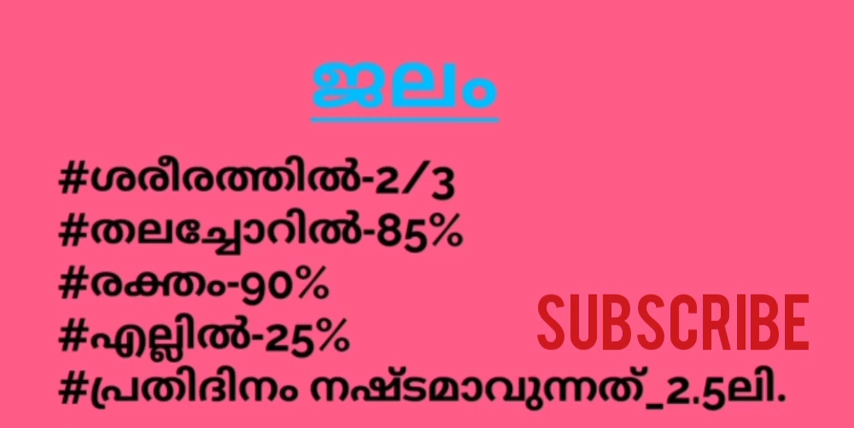 ജലം
#ശരീരത്തിൽ-2/3
#തലച്ചോറിൽ-85%
#രക്തം-90%
#എല്ലിൽ-25%
SUBSCRIBE
#പ്രതിദിനം നഷ്ടമാവുന്നത്_2.5ലി.